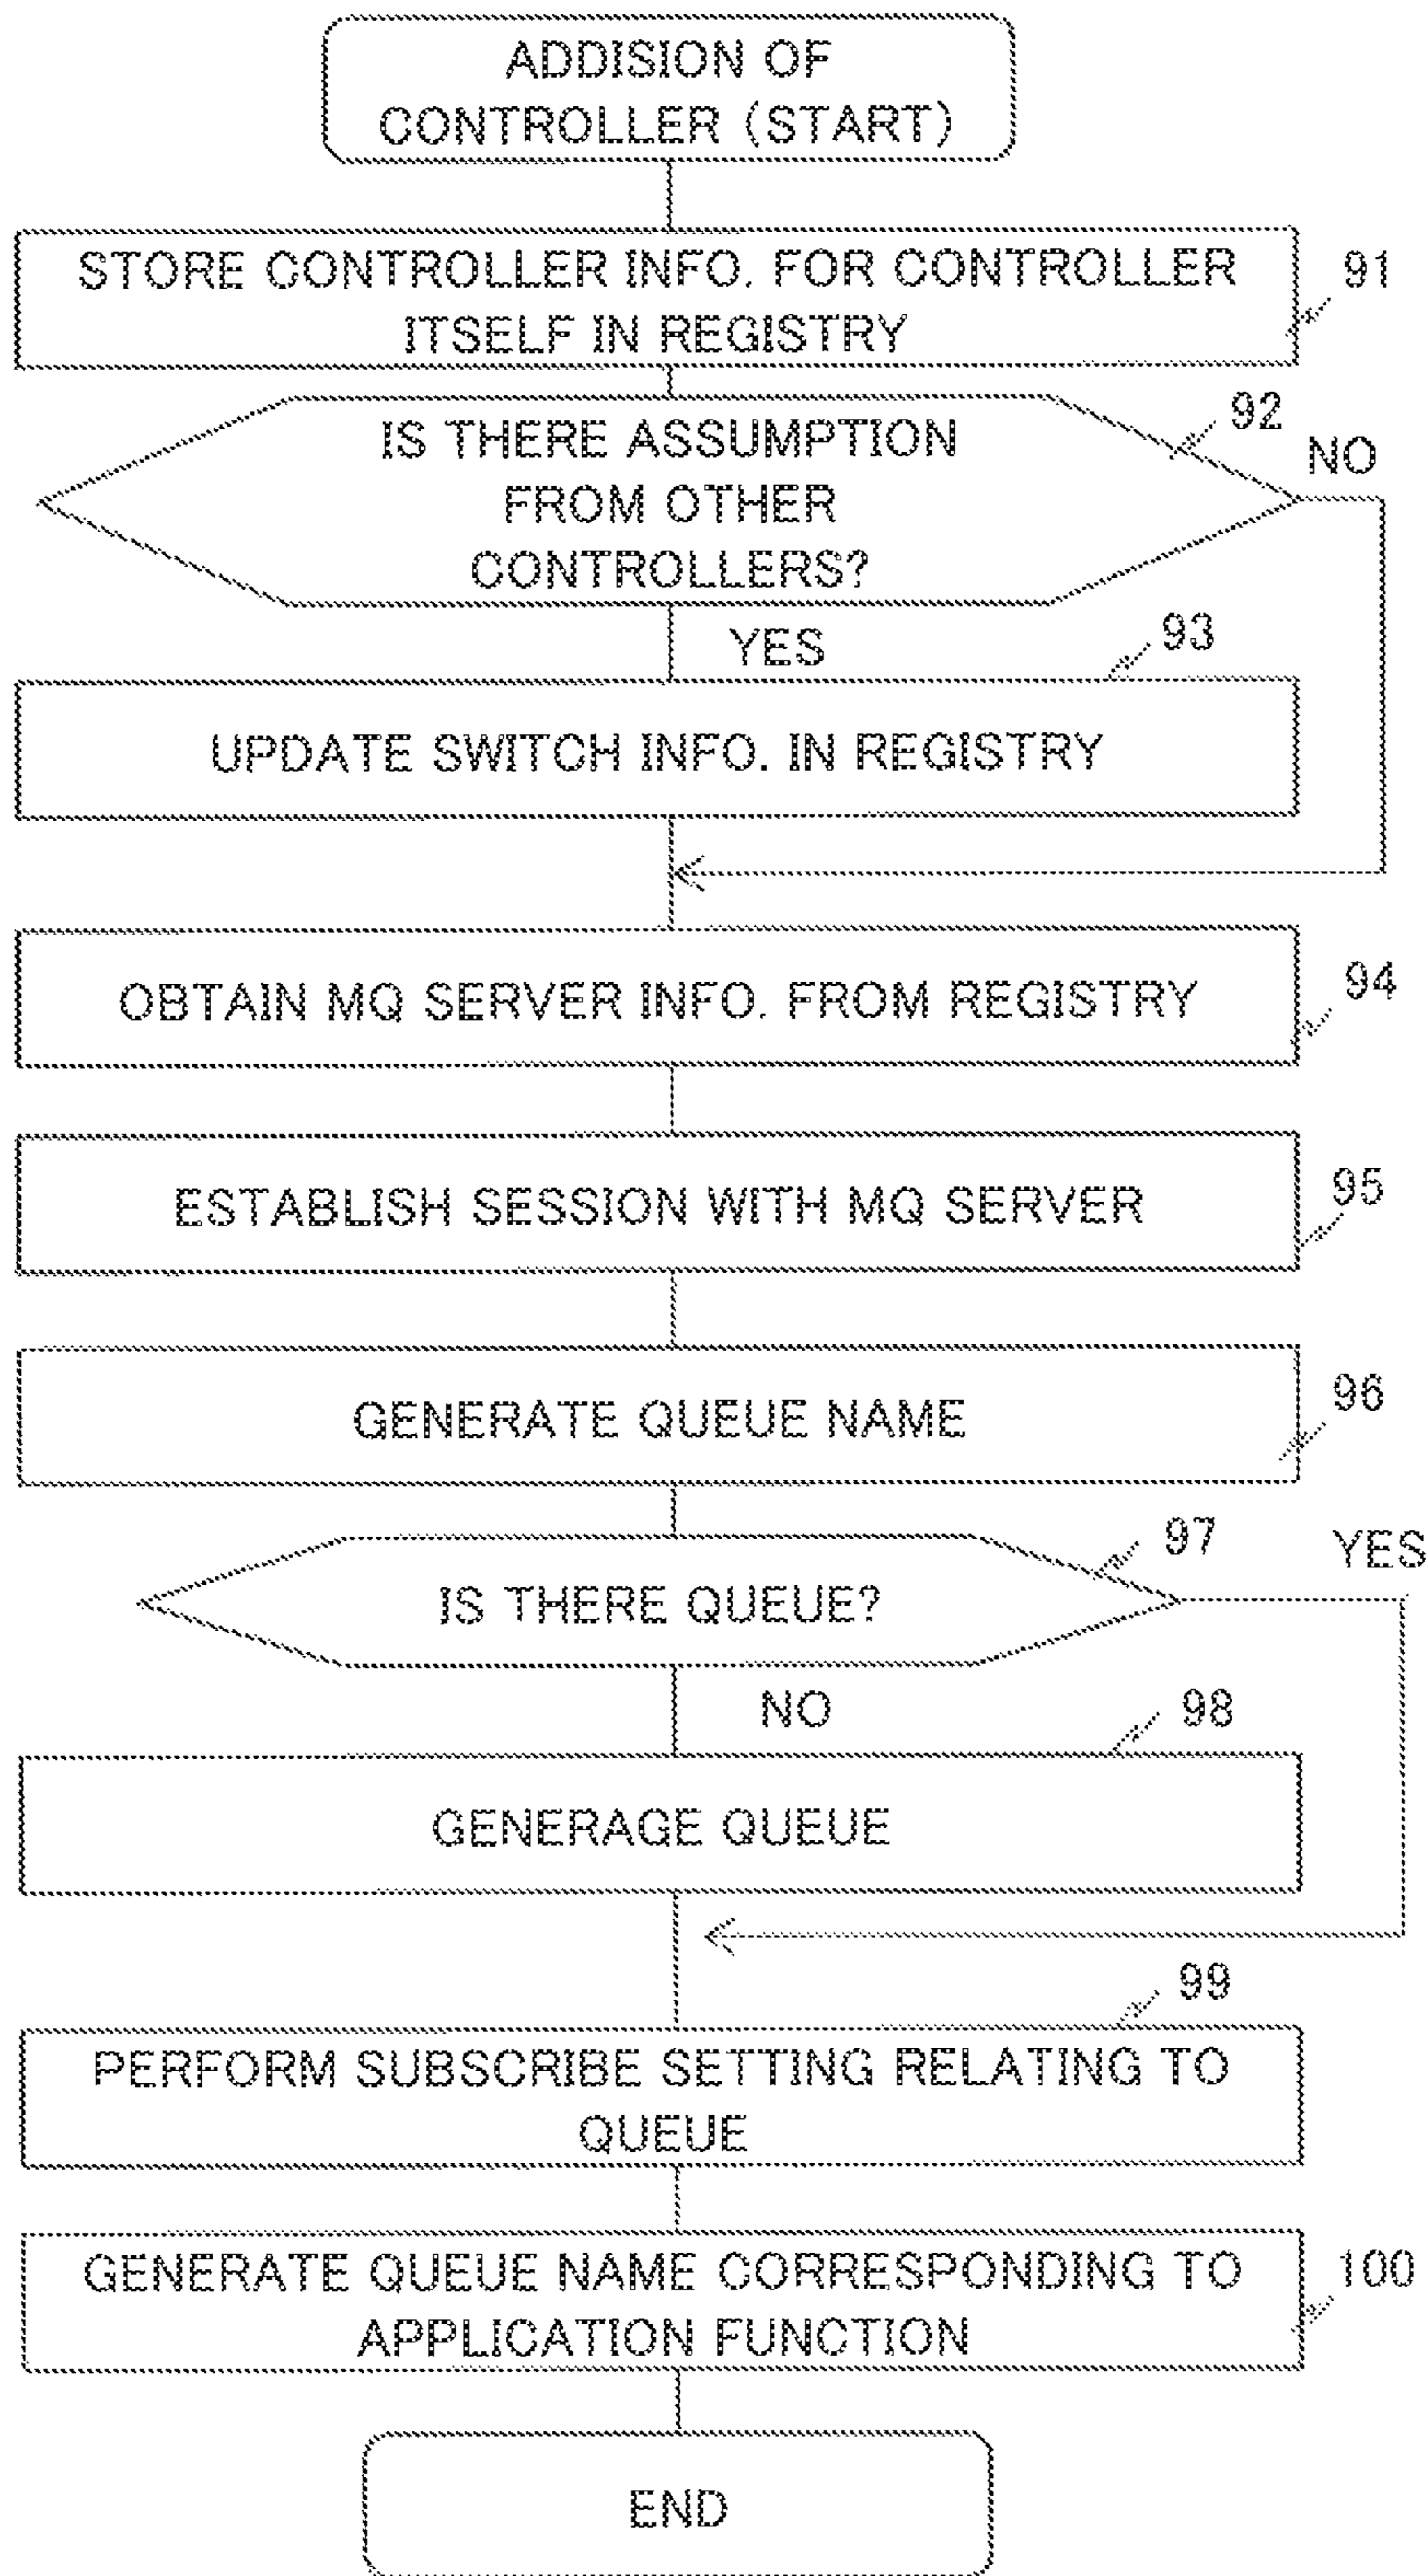 ADDISION OF
CONTROLLER (START)
STORE CONTROLLER INFO. FOR CONTROLLER
ITSELF IN REGISTRY
91
IS THERE ASSUMPTION
FROM OTHER
CONTROLLERS?
92
NO
YES
93
UPDATE SWITCH INFO. IN REGISTRY
OBTAIN MQ SERVER INFO. FROM REGISTRY
94
ESTABLISH SESSION WITH MQ SERVER
95
GENERATE QUEUE NAME
96
IS THERE QUEUE?
97
YES
NO
98
GENERAGE QUEUE
99
PERFORM SUBSCRIBE SETTING RELATING TO
QUEUE
GENERATE QUEUE NAME CORRESPONDING TO
APPLICATION FUNCTION
100
END